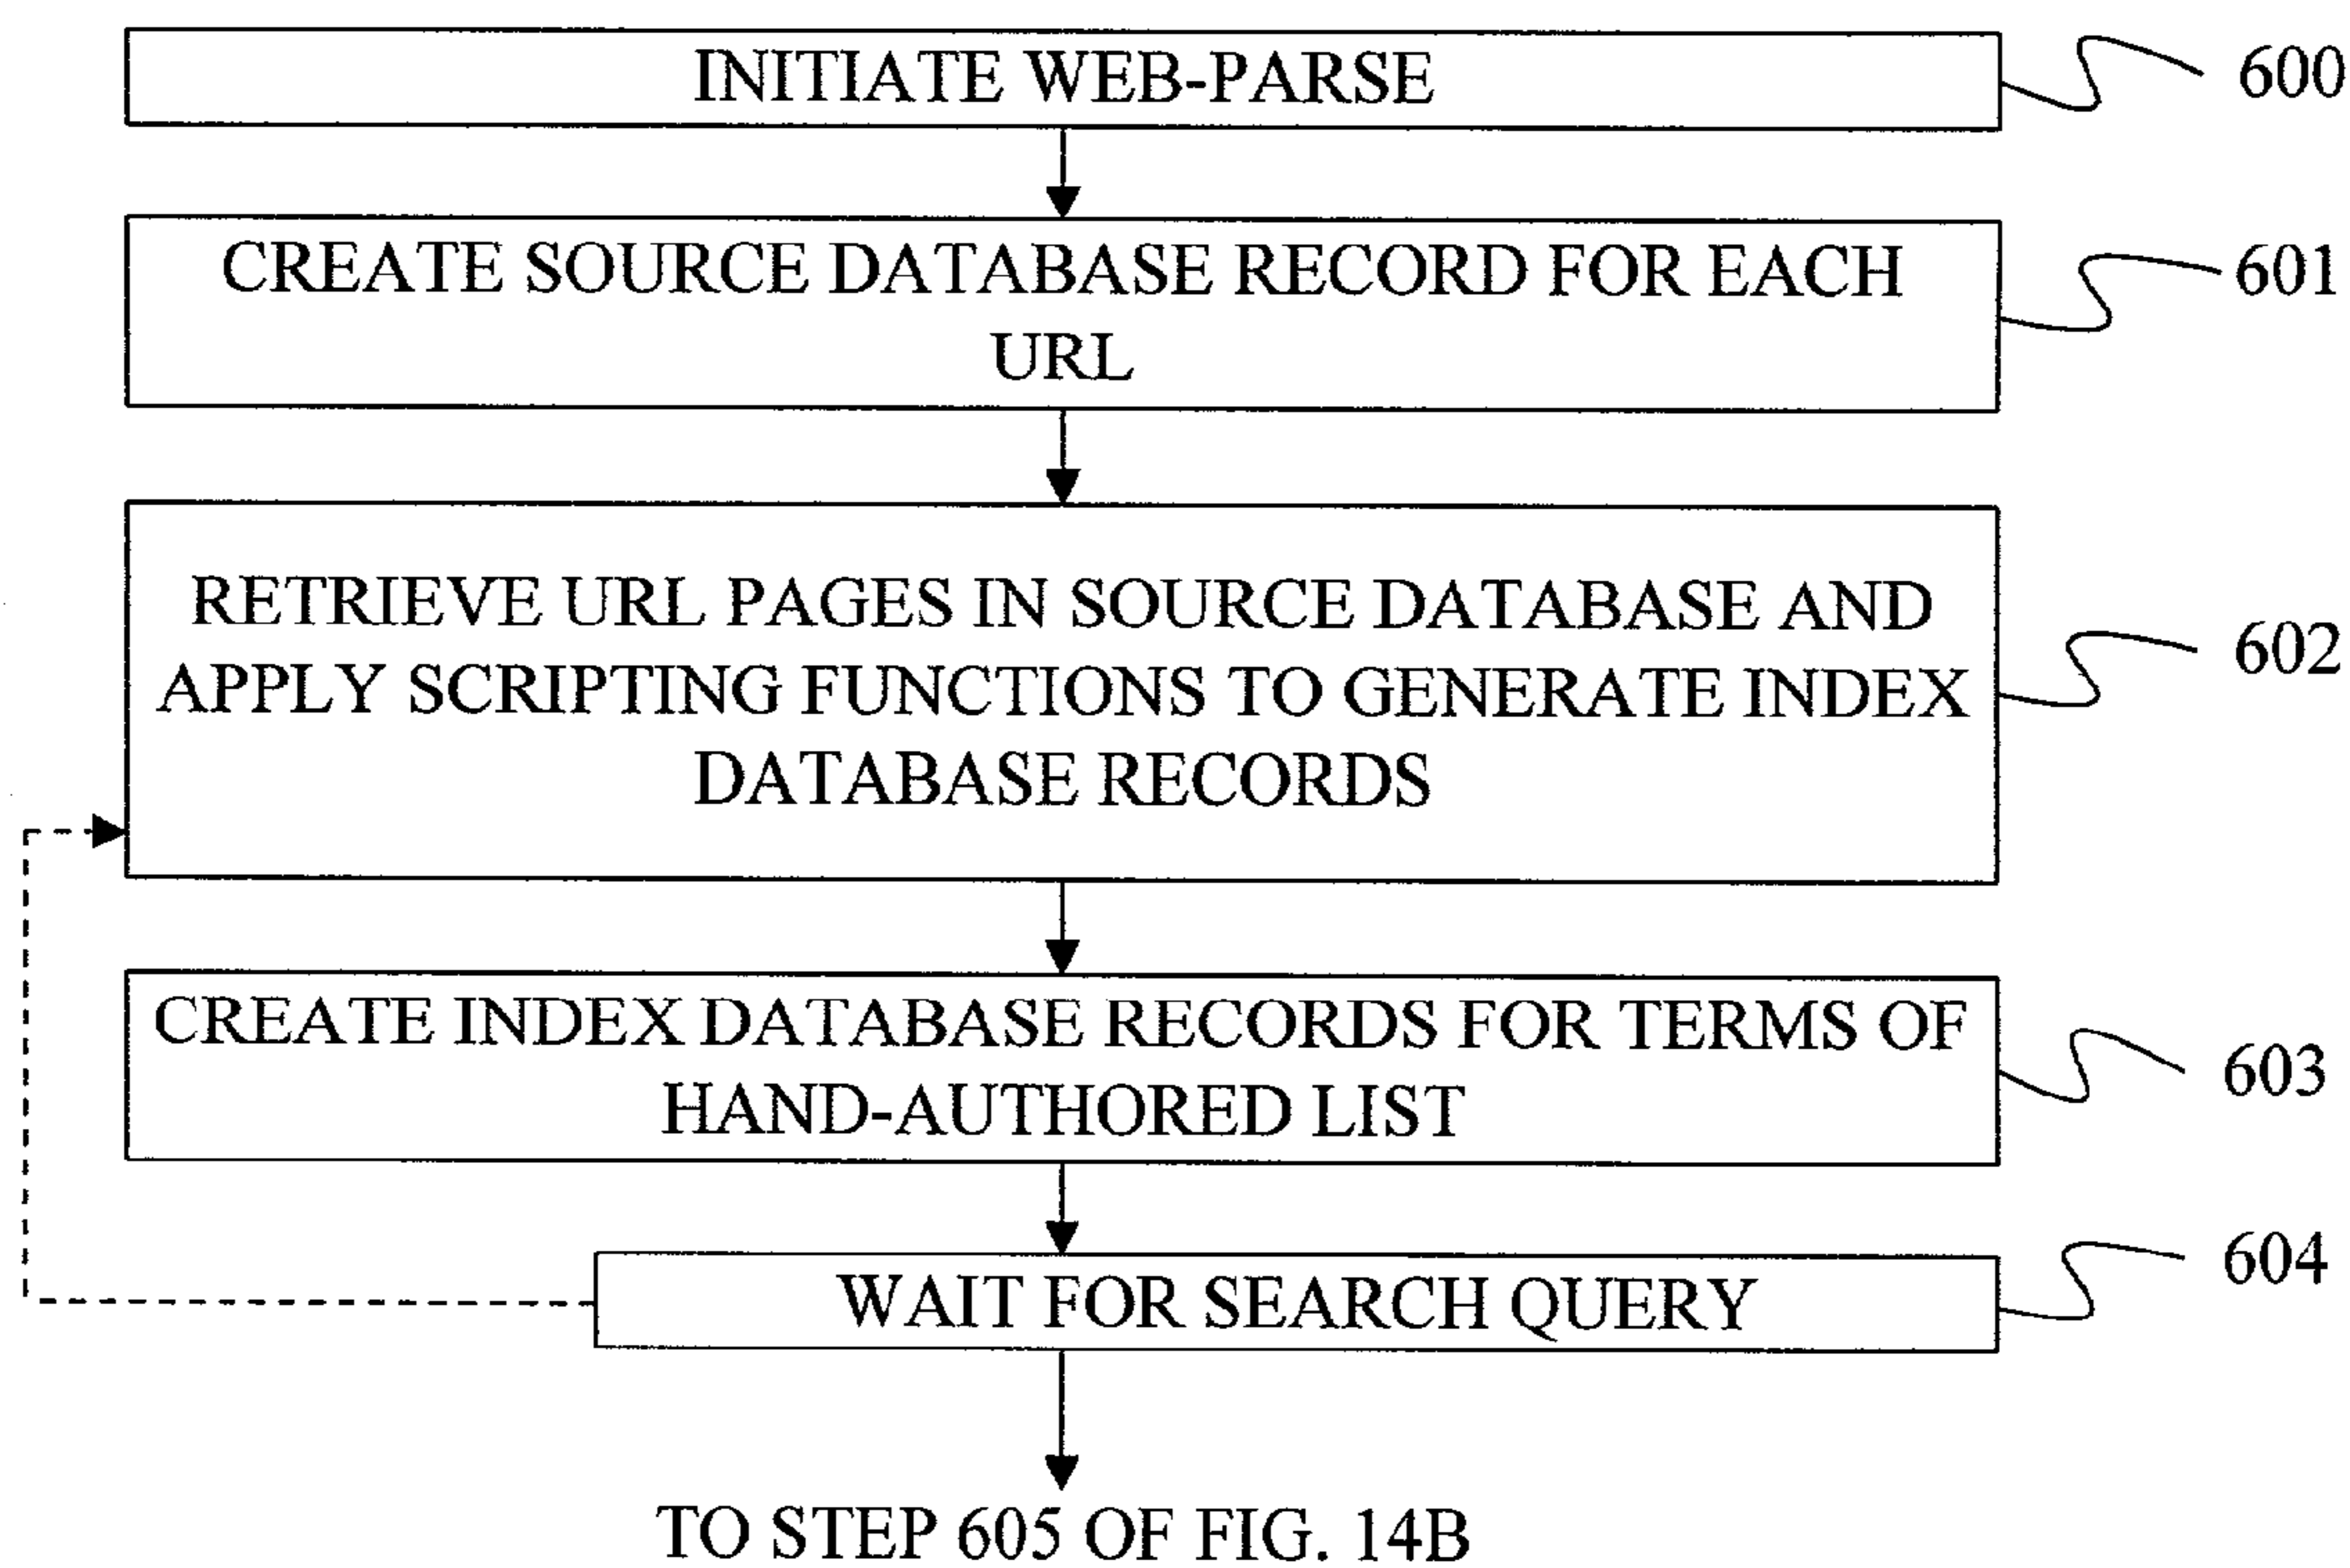 INITIATE WEB-PARSE
600
CREATE SOURCE DATABASE RECORD FOR EACH
URL
601
RETRIEVE URL PAGES IN SOURCE DATABASE AND
APPLY SCRIPTING FUNCTIONS TO GENERATE INDEX
DATABASE RECORDS
602
CREATE INDEX DATABASE RECORDS FOR TERMS OF
HAND-AUTHORED LIST
603
WAIT FOR SEARCH QUERY
604
TO STEP 605 OF FIG. 14B